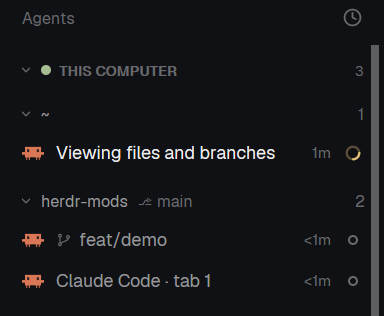 Agents
THIS COMPUTER 3
~ 1
Viewing files and branches 1m
herdr-mods main 2
feat/demo <1m
Claude Code · tab 1 <1m